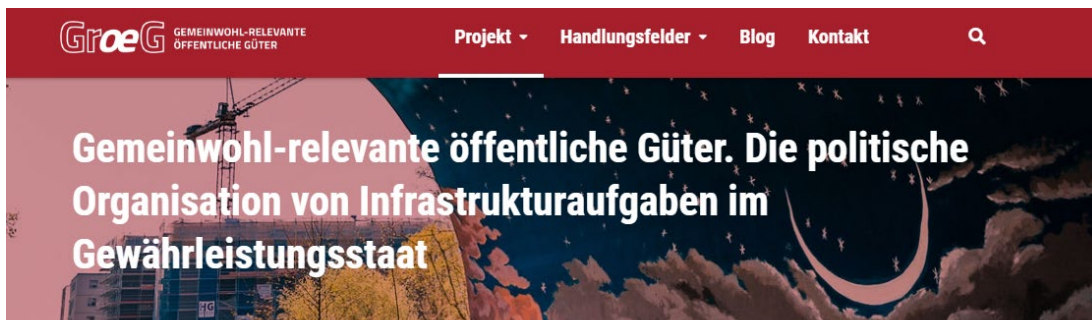 GroeG GEMEINWOHL-RELEVANTE
ÖFFENTLICHE GÜTER
Projekt Handlungsfelder Blog Kontakt
Gemeinwohl-relevante öffentliche Güter. Die politische
Organisation von Infrastrukturaufgaben im
Gewährleistungsstaat
HG